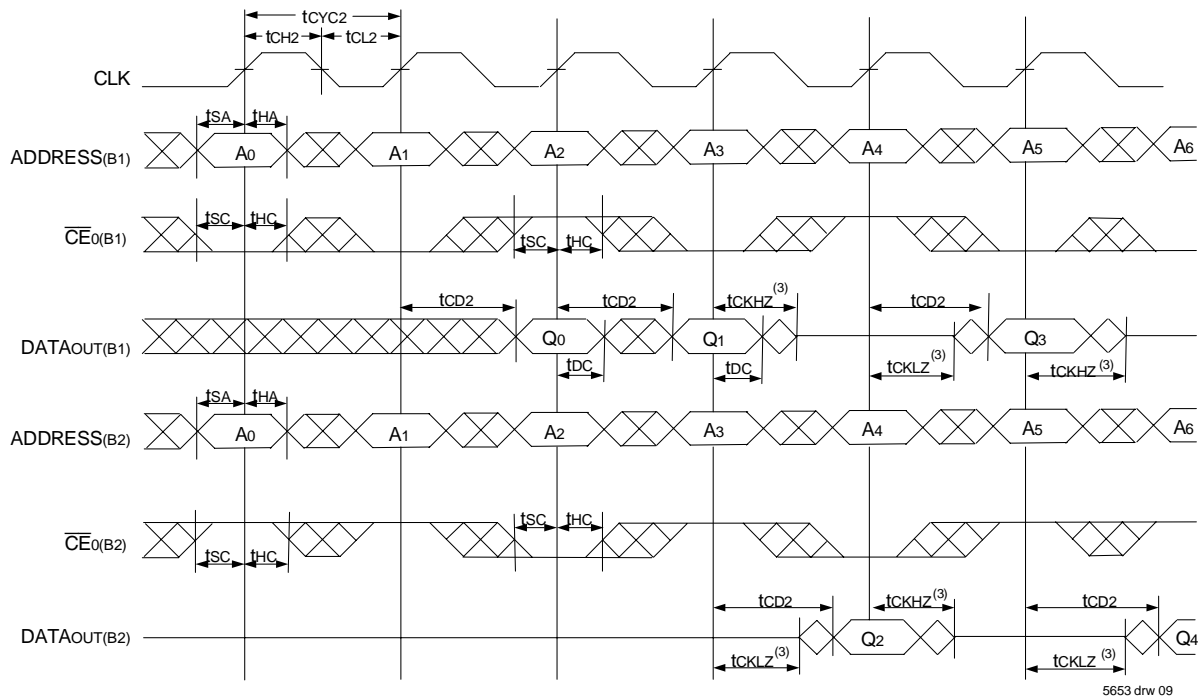 tCYC2
tCH2 tCL2
CLK
tSA tHA
ADDRESS(B1) A0 A1 A2 A3 A4 A5 A6
tSC tHC
CE0(B1)
tSC tHC
tCD2 tCD2 tCKHZ (3) tCD2
DATAOUT(B1) Q0 Q1 Q3
tDC tDC tCKLZ (3) tCKHZ (3)
tSA tHA
ADDRESS(B2) A0 A1 A2 A3 A4 A5 A6
tSC tHC
CE0(B2)
tSC tHC
tCD2 tCKHZ (3) tCD2
DATAOUT(B2) Q2 Q4
tCKLZ (3) tCKLZ (3)
5653 drw 09